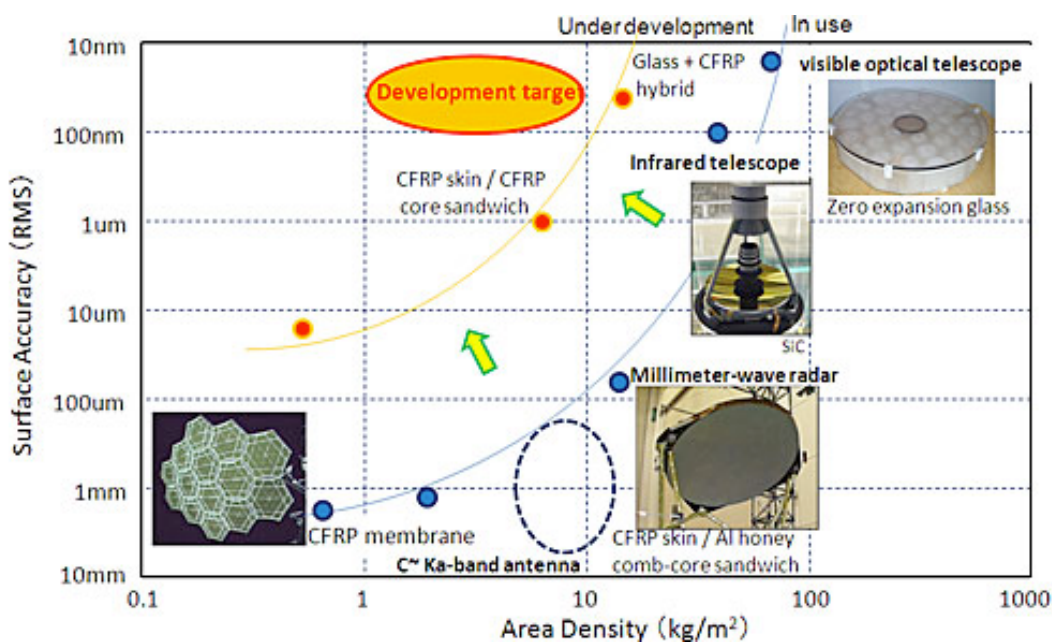 Under development
In use
10nm
Glass + CFRP
hybrid
visible optical telescope
Development target
100nm
Infrared telescope
CFRP skin / CFRP
core sandwich
Zero expansion glass
1um
10um
SiC
Millimeter-wave radar
100um
1mm
CFRP membrane
CFRP skin / Al honey
comb-core sandwich
C~ Ka-band antenna
10mm
0.1
1
10
100
1000
Area Density (kg/m²)
Surface Accuracy (RMS)